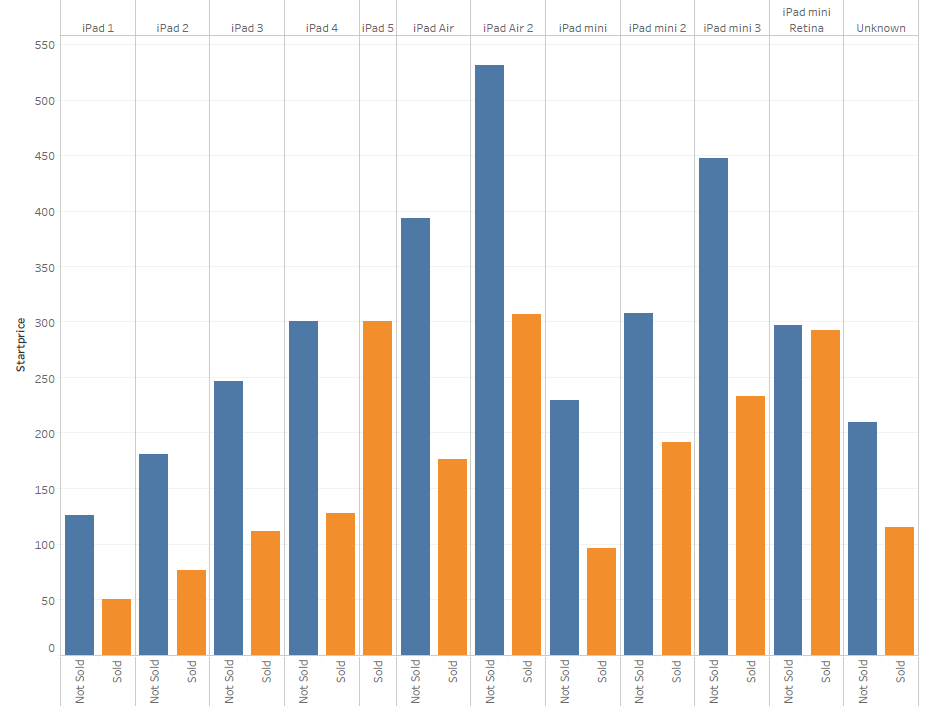 iPad 1
iPad 2
iPad 3
iPad 4
iPad 5
iPad Air
iPad Air 2
iPad mini
iPad mini 2
iPad mini 3
iPad mini
Retina
Unknown
550
500
450
400
350
300
250
200
150
100
50
0
Startprice
Not Sold
Sold
Not Sold
Sold
Not Sold
Sold
Not Sold
Sold
Sold
Not Sold
Sold
Not Sold
Sold
Not Sold
Sold
Not Sold
Sold
Not Sold
Sold
Not Sold
Sold
Not Sold
Sold